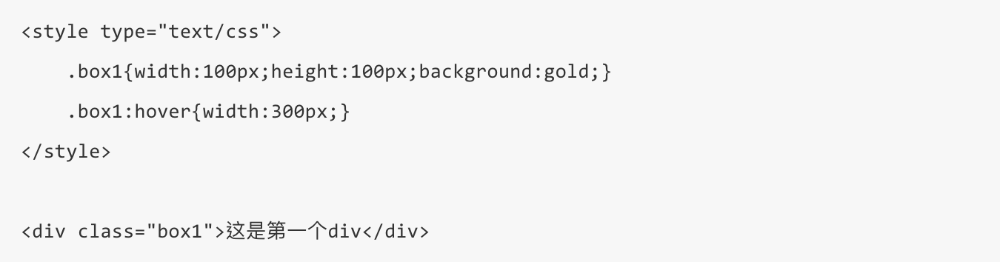 <style type="text/css">
    .box1{width:100px;height:100px;background:gold;}
    .box1:hover{width:300px;}
</style>

<div class="box1">这是第一个div</div>